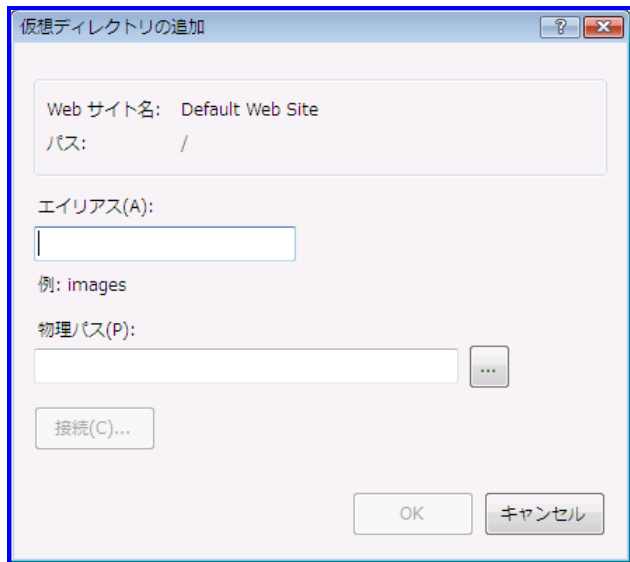 仮想ディレクトリの追加
Web サイト名: Default Web Site
パス: /
エイリアス(A):
例: images
物理パス(P):
...
接続(C)...
OK キャンセル